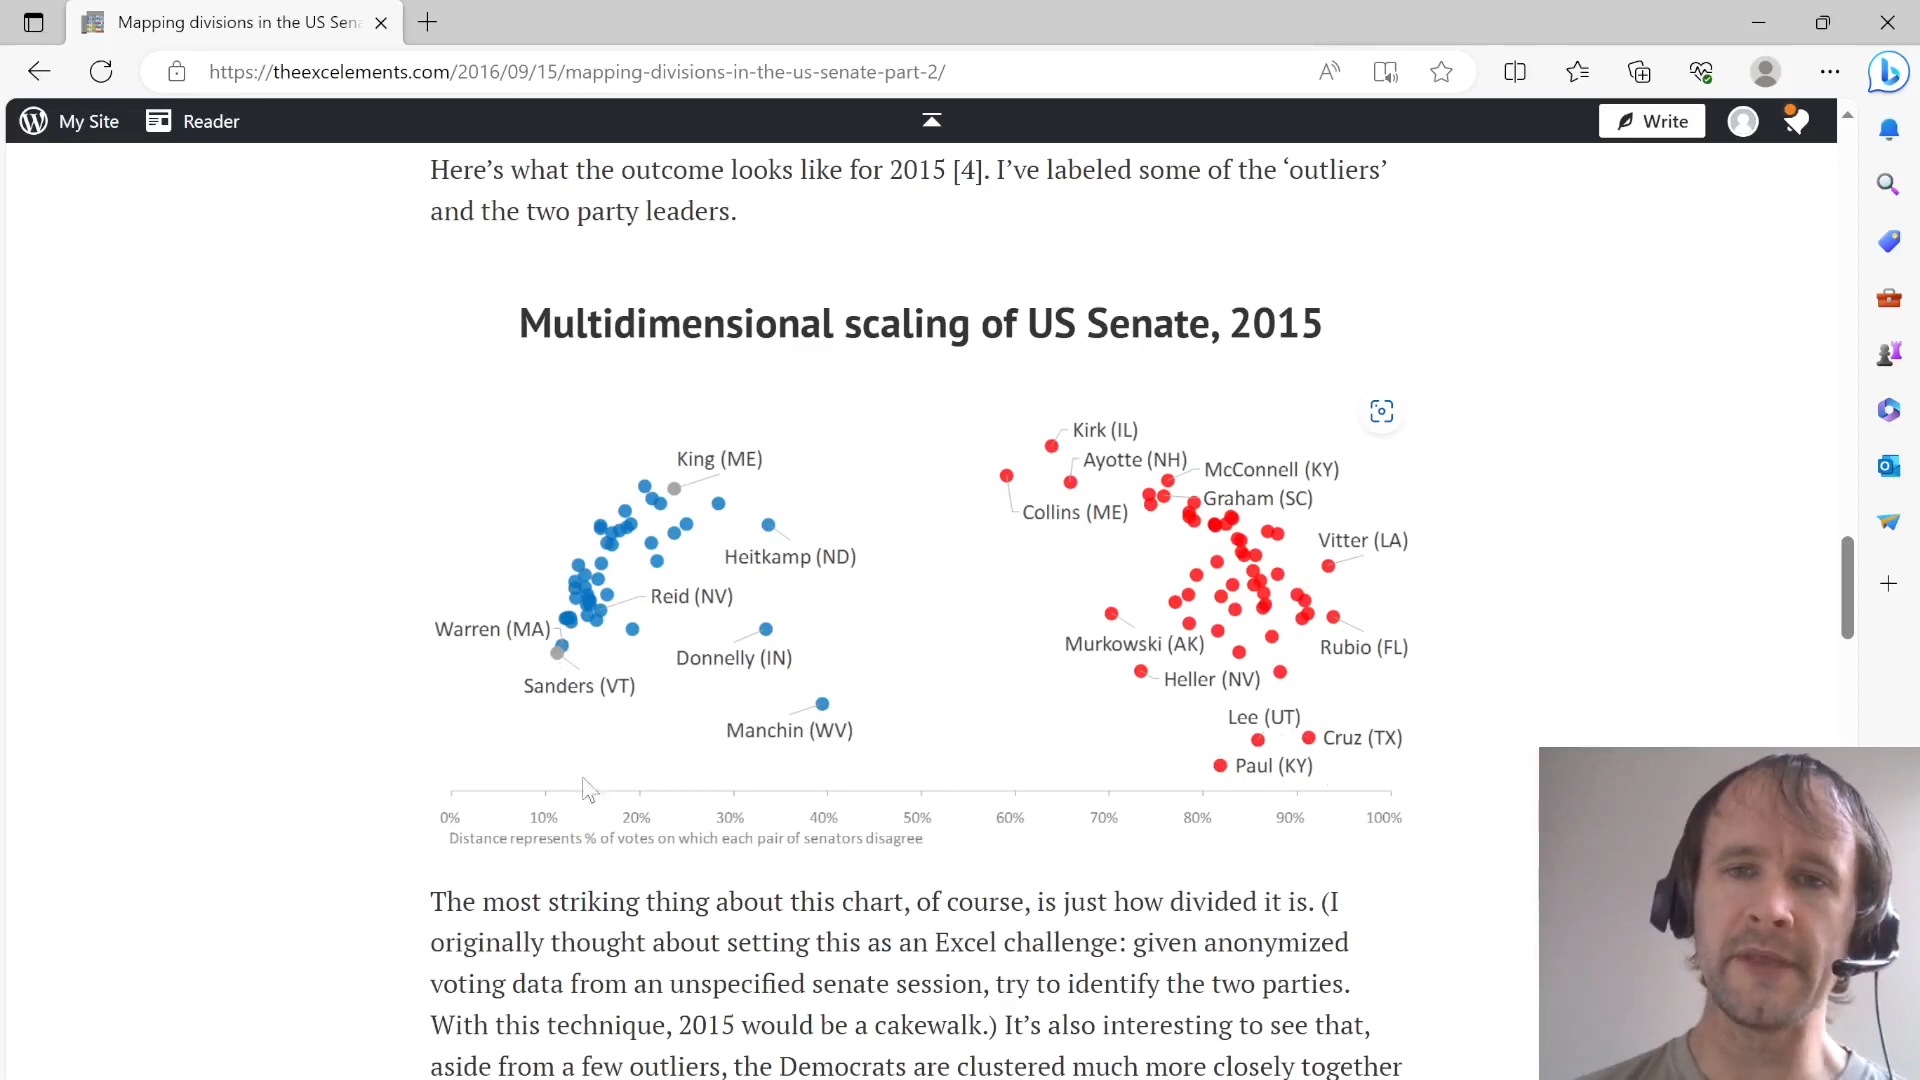 Mapping divisions in the US Sena
https://theexcelements.com/2016/09/15/mapping-divisions-in-the-us-senate-part-2/
My Site
Reader
Write
Here’s what the outcome looks like for 2015 [4]. I’ve labeled some of the ‘outliers’
and the two party leaders.
Multidimensional scaling of US Senate, 2015
Kirk (IL)
King (ME)
Ayotte (NH)
McConnell (KY)
Graham (SC)
Collins (ME)
Vitter (LA)
Heitkamp (ND)
Reid (NV)
Warren (MA)
Murkowski (AK)
Rubio (FL)
Donnelly (IN)
Heller (NV)
Sanders (VT)
Lee (UT)
Manchin (WV)
Cruz (TX)
Paul (KY)
0% 10% 20% 30% 40% 50% 60% 70% 80% 90% 100%
Distance represents % of votes on which each pair of senators disagree
The most striking thing about this chart, of course, is just how divided it is. (I
originally thought about setting this as an Excel challenge: given anonymized
voting data from an unspecified senate session, try to identify the two parties.
With this technique, 2015 would be a cakewalk.) It’s also interesting to see that,
aside from a few outliers, the Democrats are clustered much more closely together